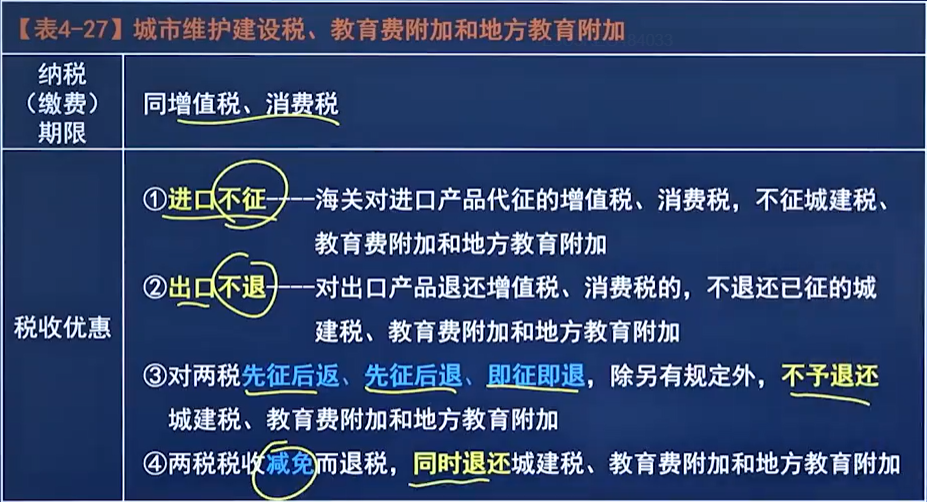 【表4-27】城市维护建设税、教育费附加和地方教育附加
纳税
（缴费）
期限
同增值税、消费税
税收优惠
①进口不征----海关对进口产品代征的增值税、消费税，不征城建税、
教育费附加和地方教育附加
②出口不退----对出口产品退还增值税、消费税的，不退还已征的城
建税、教育费附加和地方教育附加
③对两税先征后返、先征后退、即征即退，除另有规定外，不予退还
城建税、教育费附加和地方教育附加
④两税税收减免而退税，同时退还城建税、教育费附加和地方教育附加